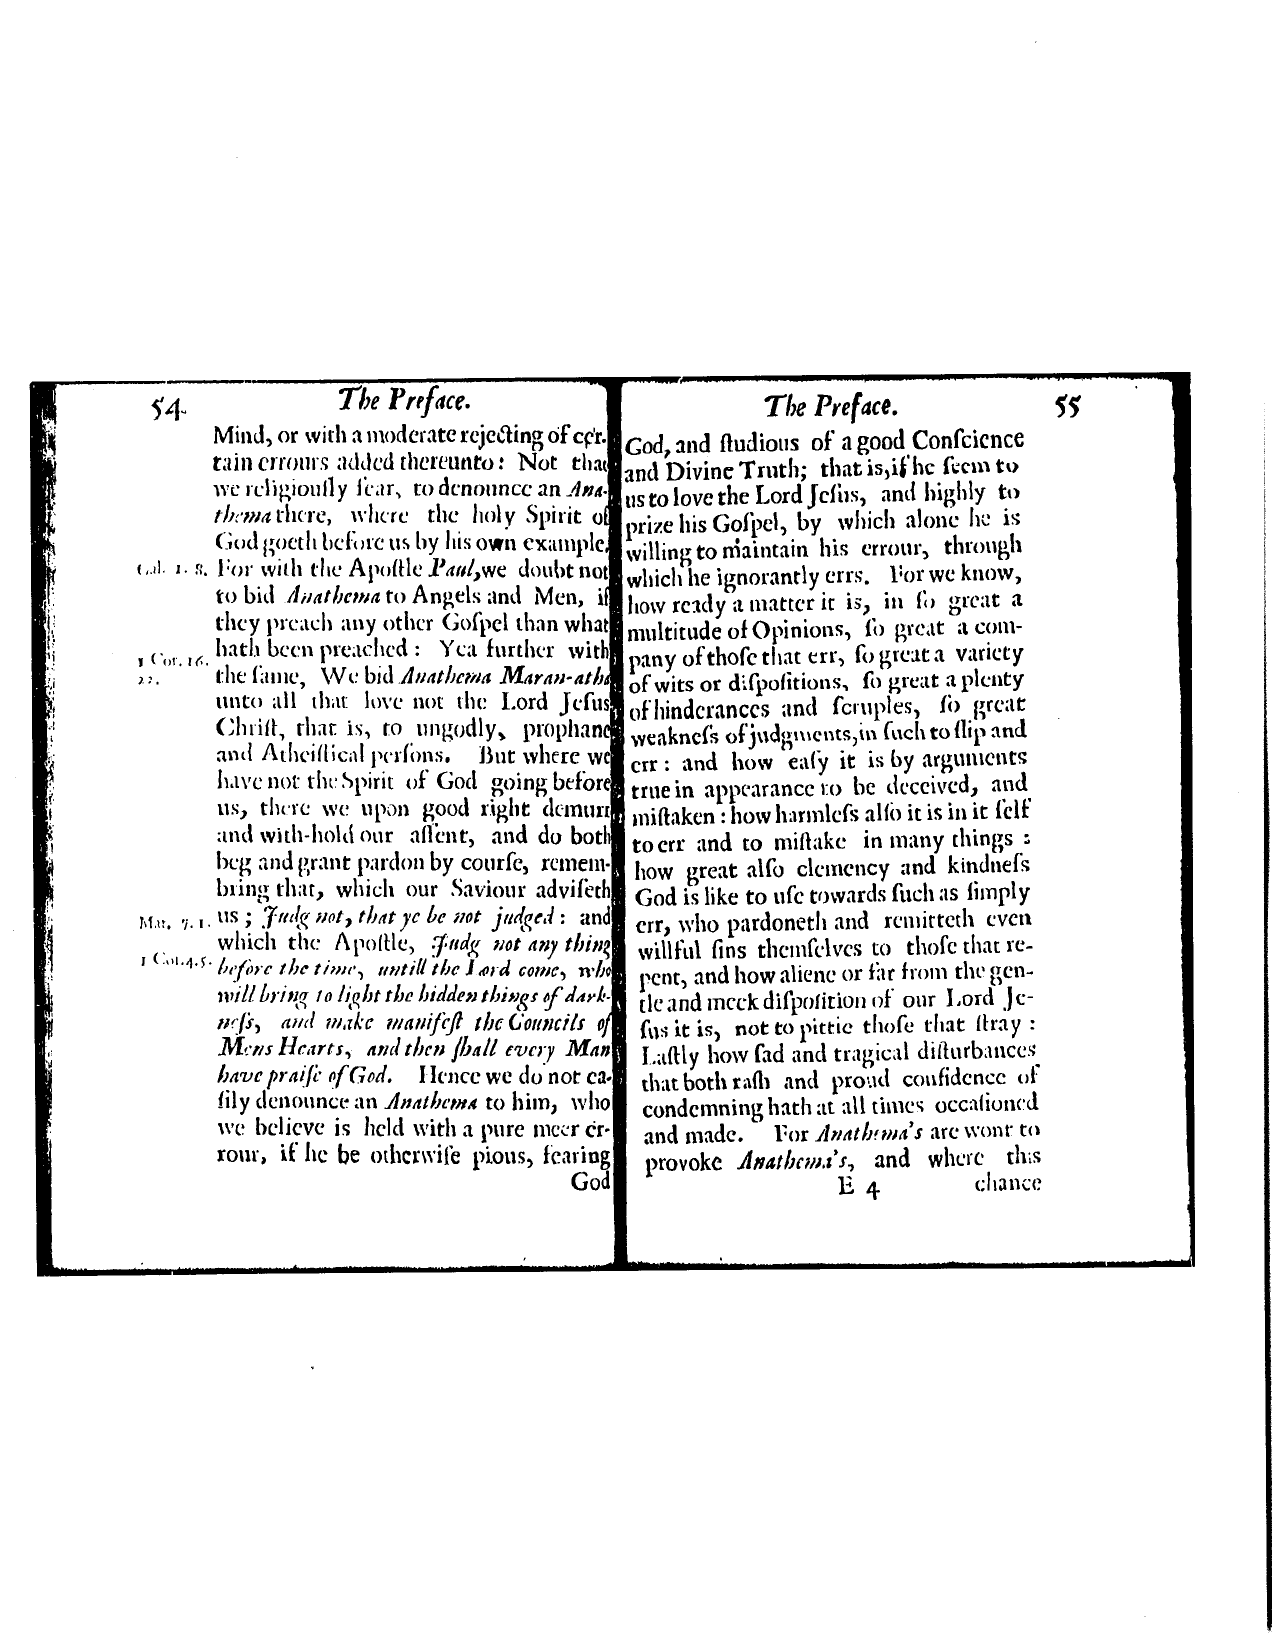 54
The Preface.
Mind, or with a moderate rejecting of cer-
tain errours added thereunto: Not that
we religiouſly fear, to denounce an Ana-
thema there, where the holy Spirit of
God goeth before us by his own example,
Gal. 1. 8.
For with the Apoſtle Paul, we doubt not
to bid Anathema to Angels and Men, if
they preach any other Goſpel than what
hath been preached : Yea further with
1 Cor. 16.
22.
the ſame, We bid Anathema Maran-atha
unto all that love not the Lord Jeſus
Chriſt, that is, to ungodly, prophane
and Atheiſtical perſons. But where we
have not the Spirit of God going before
us, there we upon good right demurr
and with-hold our aſſent, and do both
beg and grant pardon by courſe, remem-
bring that, which our Saviour adviſeth
Mat. 7. 1.
us ; Judg not, that ye be not judged : and
which the Apoſtle, Judg not any thing
1 Cor. 4. 5.
before the time, untill the Lord come, who
will bring to light the hidden things of dark-
neſs, and make manifeſt the Councils of
Mens Hearts, and then ſhall every Man
have praiſe of God. Hence we do not ea-
ſily denounce an Anathema to him, who
we believe is held with a pure meer er-
rour, if he be otherwiſe pious, fearing
God
The Preface.
55
God, and ſtudious of a good Conſcience
and Divine Truth; that is, if he ſeem to
us to love the Lord Jeſus, and highly to
prize his Goſpel, by which alone he is
willing to maintain his errour, through
which he ignorantly errs. For we know,
how ready a matter it is, in ſo great a
multitude of Opinions, ſo great a com-
pany of thoſe that err, ſo great a variety
of wits or diſpoſitions, ſo great a plenty
of hinderances and ſcruples, ſo great
weakneſs of judgments, in ſuch to ſlip and
err : and how eaſy it is by arguments
true in appearance to be deceived, and
miſtaken : how harmleſs alſo it is in it ſelf
to err and to miſtake in many things :
how great alſo clemency and kindneſs
God is like to uſe towards ſuch as ſimply
err, who pardoneth and remitteth even
willful ſins themſelves to thoſe that re-
pent, and how aliene or far from the gen-
tle and meek diſpoſition of our Lord Je-
ſus it is, not to pittie thoſe that ſtray :
Laſtly how ſad and tragical diſturbances
that both raſh and proud confidence of
condemning hath at all times occaſioned
and made. For Anathema's are wont to
provoke Anathema's, and where this
E 4
chance